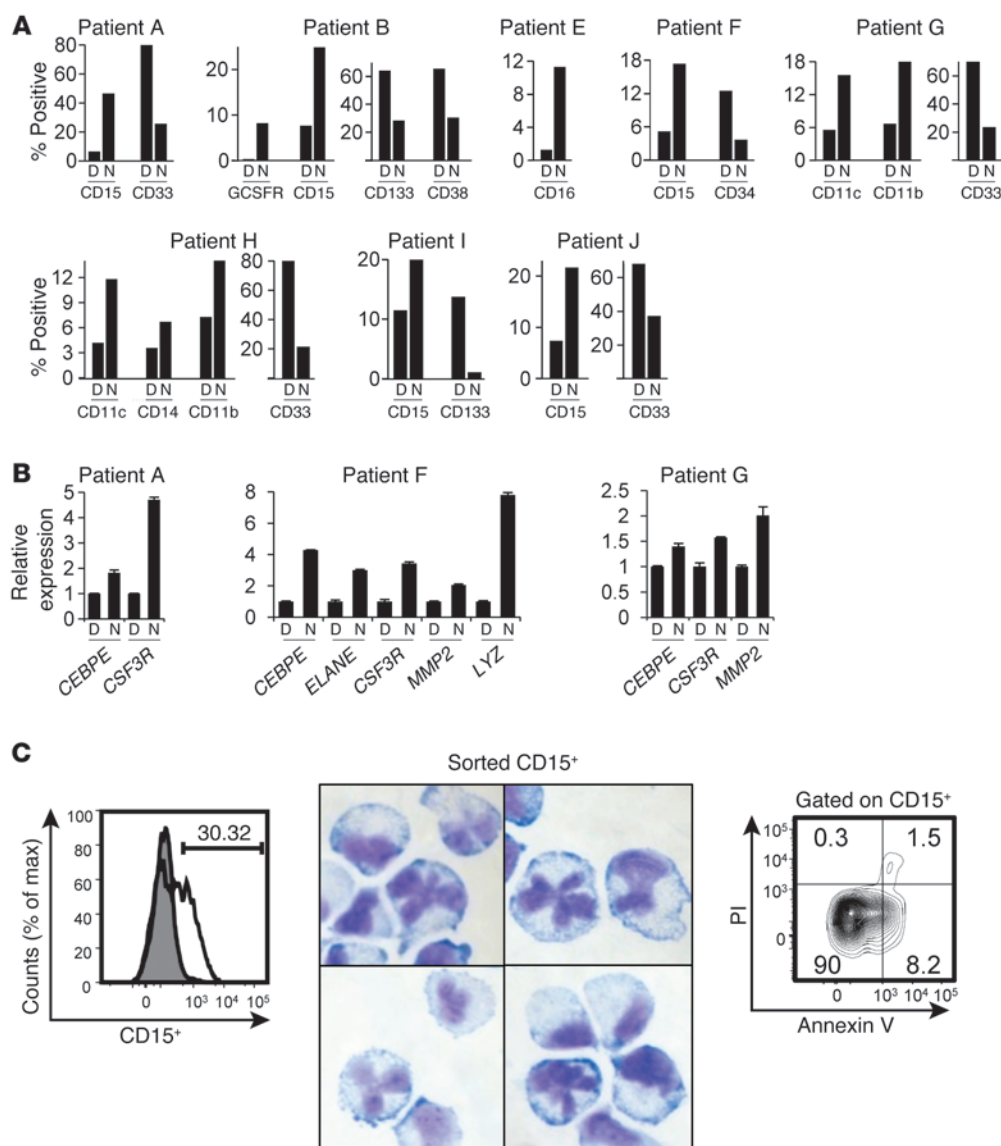 A
Patient A
Patient B
Patient E
Patient F
Patient G
% Positive
80
60
40
20
0
D N
CD15
D N
CD33
20
10
0
D N
GCSFR
D N
CD15
60
40
20
0
D N
CD133
D N
CD38
12
8
4
0
D N
CD16
18
12
6
0
D N
CD15
D N
CD34
18
12
6
0
D N
CD11c
D N
CD11b
60
40
20
0
D N
CD33
Patient H
Patient I
Patient J
% Positive
12
9
6
3
0
D N
CD11c
D N
CD14
D N
CD11b
80
60
40
20
D N
CD33
20
10
0
D N
CD15
D N
CD133
20
10
0
D N
CD15
60
40
20
D N
CD33
B
Patient A
Patient F
Patient G
Relative
expression
5
4
3
2
1
0
D N
CEBPE
D N
CSF3R
8
6
4
2
0
D N
CEBPE
D N
ELANE
D N
CSF3R
D N
MMP2
D N
LYZ
2.5
2
1.5
1
0.5
0
D N
CEBPE
D N
CSF3R
D N
MMP2
C
Sorted CD15+
Counts (% of max)
100
80
60
40
20
0
30.32
0 10³ 10⁴ 10⁵
CD15+
Gated on CD15+
PI
10⁵
10⁴
10³
0
0.3 1.5
90 8.2
0 10³ 10⁴ 10⁵
Annexin V